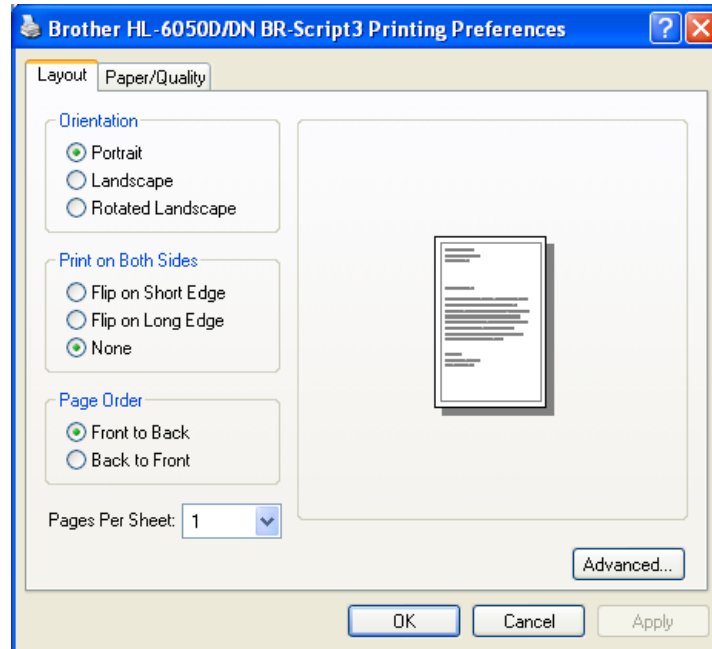 Brother HL-6050D/DN BR-Script3 Printing Preferences
Layout Paper/Quality
Orientation
Portrait
Landscape
Rotated Landscape
Print on Both Sides
Flip on Short Edge
Flip on Long Edge
None
Page Order
Front to Back
Back to Front
Pages Per Sheet: 1
Advanced...
OK Cancel Apply